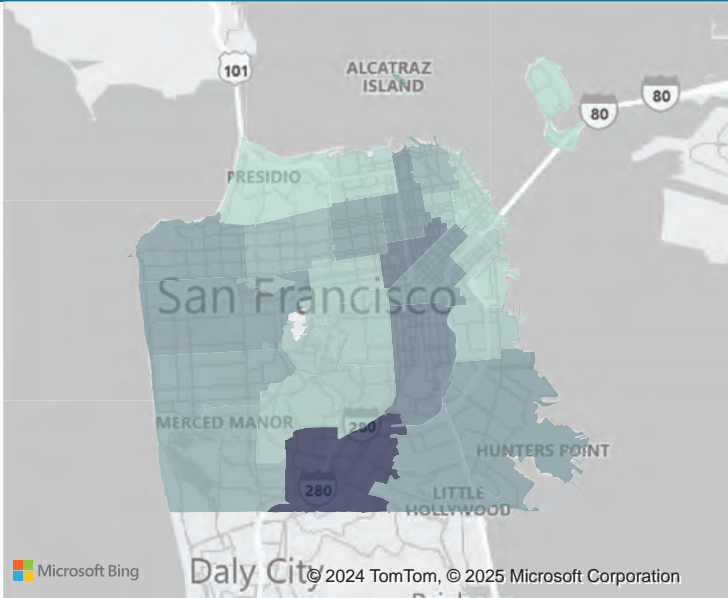 101
ALCATRAZ
ISLAND
80
80
PRESIDIO
San Francisco
MERCED MANOR
280
HUNTERS POINT
280
LITTLE
HOLLYWOOD
Microsoft Bing
Daly City
© 2024 TomTom, © 2025 Microsoft Corporation